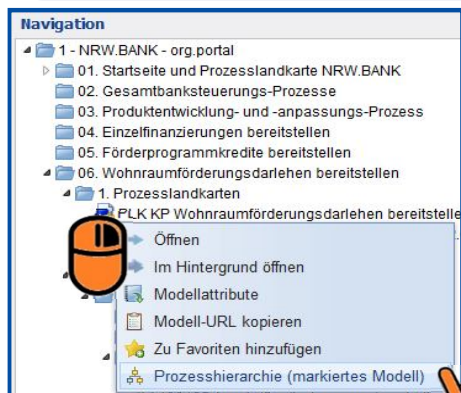 Navigation
1 - NRW.BANK - org.portal
01. Startseite und Prozesslandkarte NRW.BANK
02. Gesamtbanksteuerungs-Prozesse
03. Produktentwicklung- und -anpassungs-Prozess
04. Einzelfinanzierungen bereitstellen
05. Förderprogrammkredite bereitstellen
06. Wohnraumförderungsdarlehen bereitstellen
1. Prozesslandkarten
PLK KP Wohnraumförderungsdarlehen bereitstelle
Öffnen
Im Hintergrund öffnen
Modellattribute
Modell-URL kopieren
Zu Favoriten hinzufügen
Prozesshierarchie (markiertes Modell)